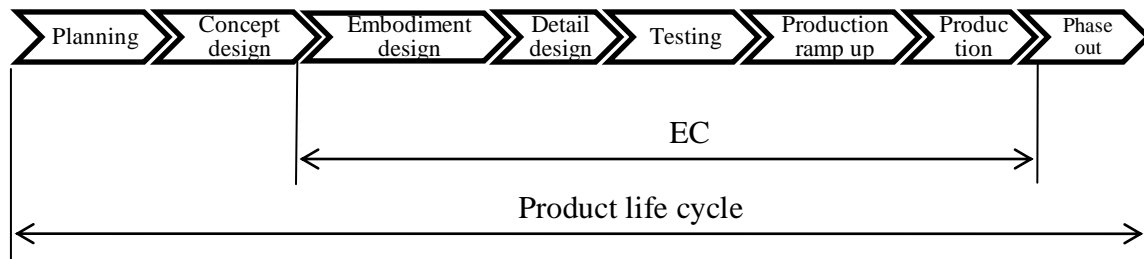 Planning
Concept
design
Embodiment
design
Detail
design
Testing
Production
ramp up
Produc
tion
Phase
out
EC
Product life cycle